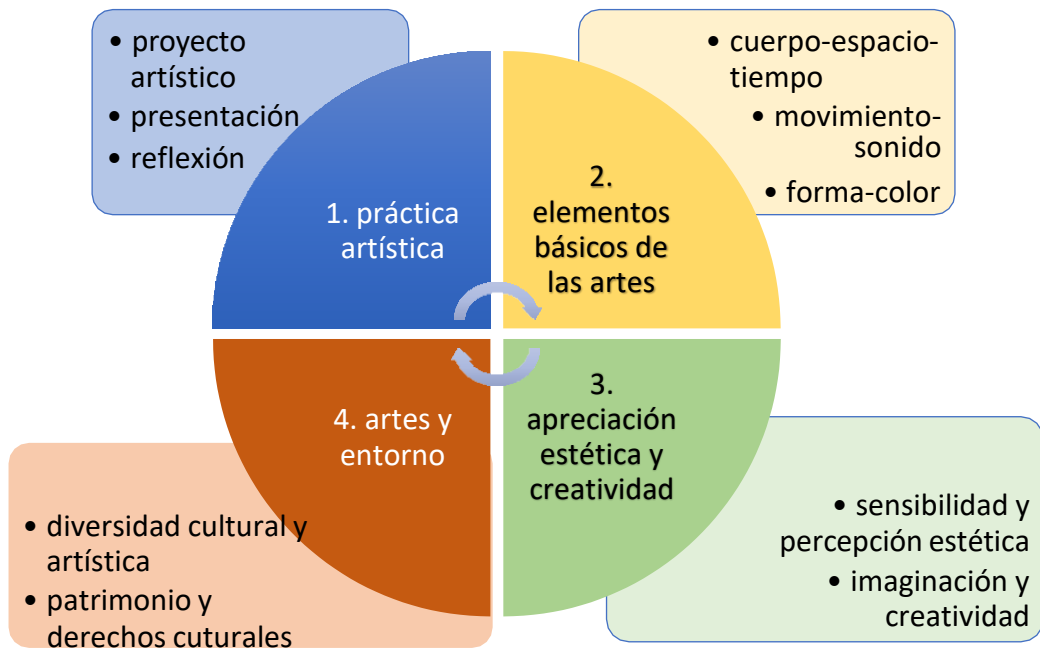 • proyecto
artístico
• presentación
• reflexión
• cuerpo-espacio-
tiempo
• movimiento-
sonido
• forma-color
1. práctica
artística
2.
elementos
básicos de
las artes
3.
apreciación
estética y
creatividad
4. artes y
entorno
• diversidad cultural y
artística
• patrimonio y
derechos cuturales
• sensibilidad y
percepción estética
• imaginación y
creatividad